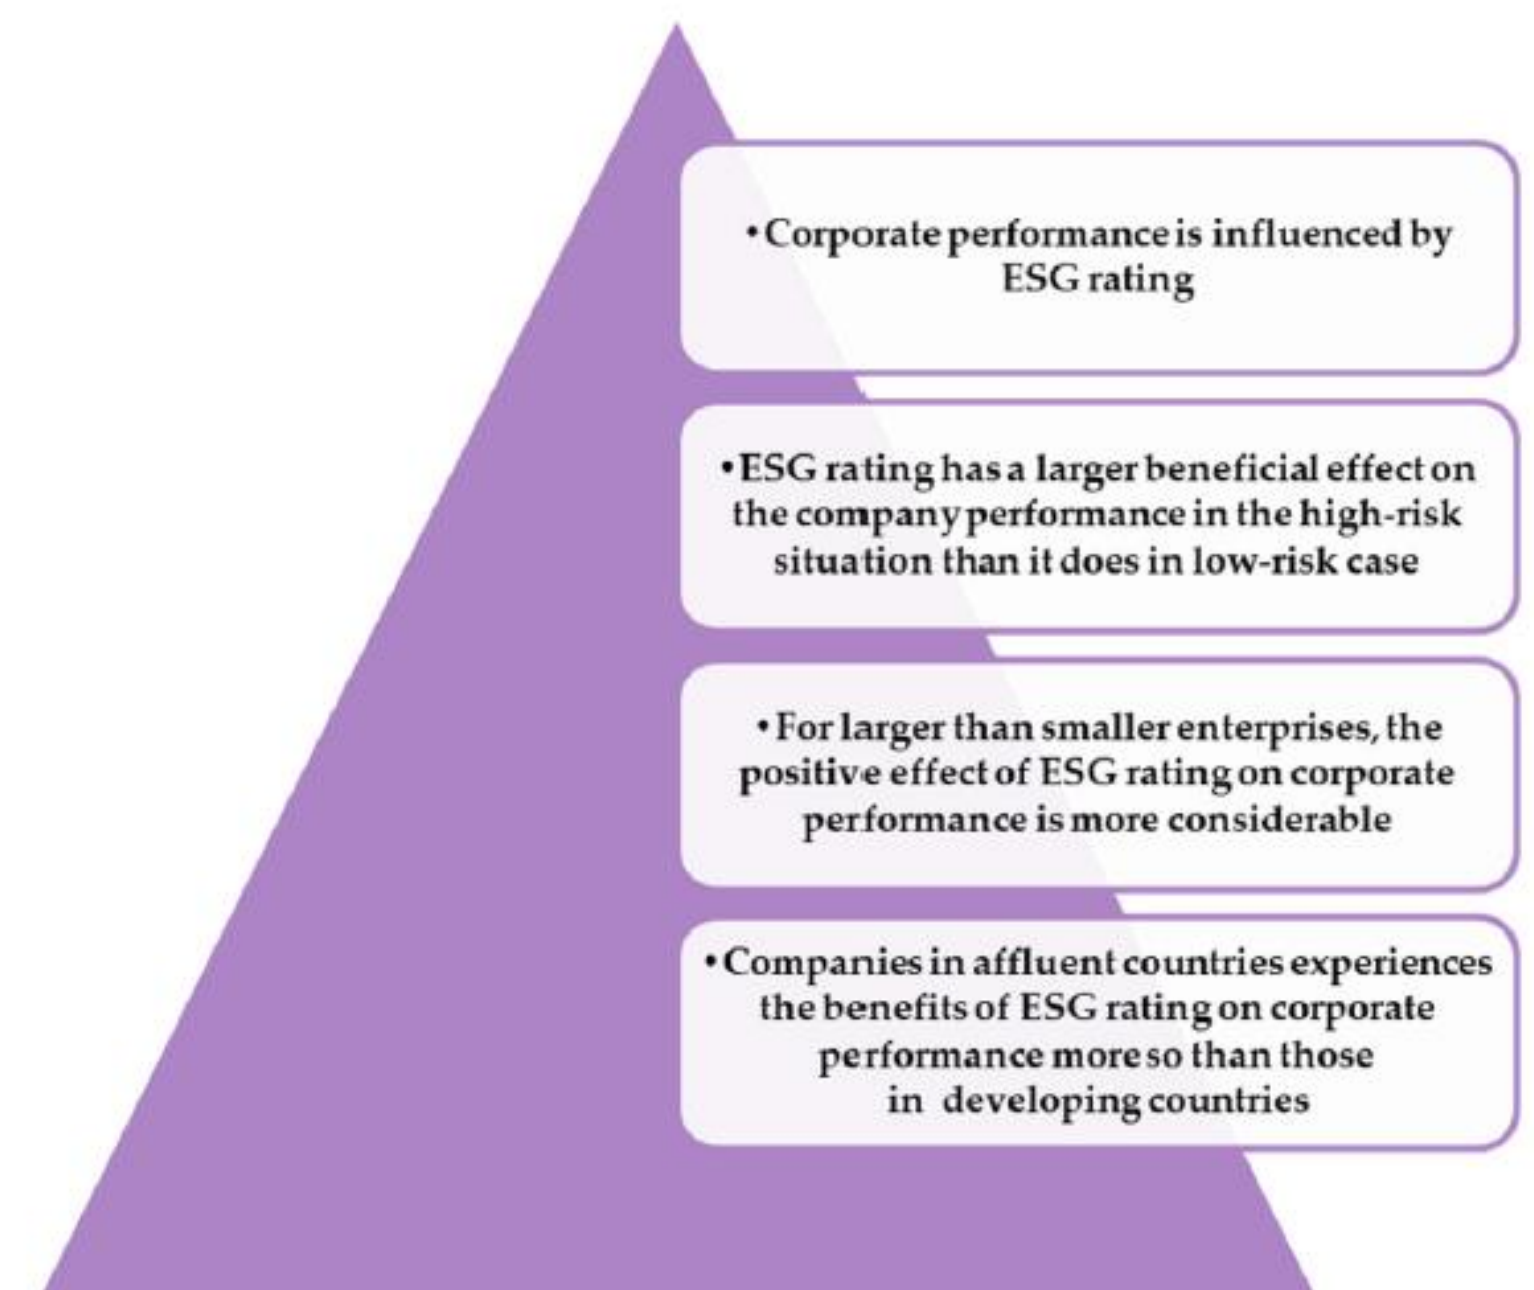 •Corporate performance is influenced by
ESG rating
•ESG rating has a larger beneficial effect on
the company performance in the high-risk
situation than it does in low-risk case
•For larger than smaller enterprises, the
positive effect of ESG rating on corporate
performance is more considerable
•Companies in affluent countries experiences
the benefits of ESG rating on corporate
performance more so than those
in developing countries